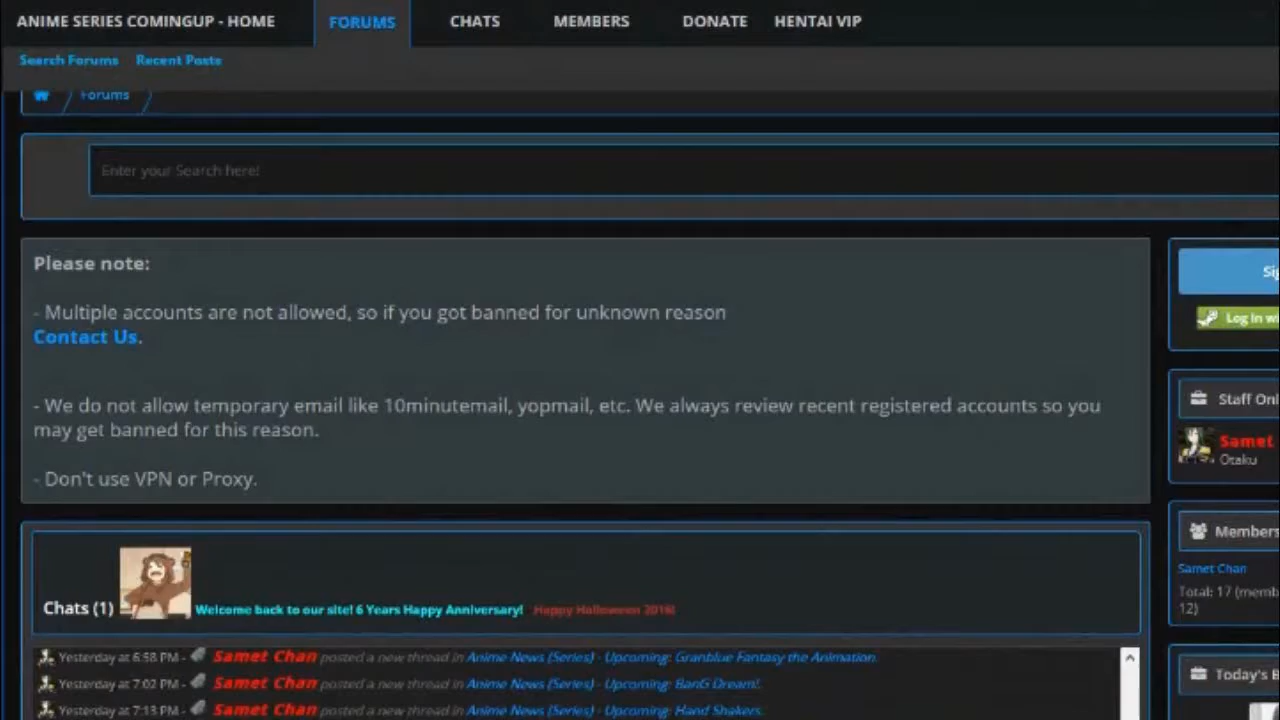 ANIME SERIES COMINGUP - HOME FORUMS CHATS MEMBERS DONATE HENTAI VIP
Search Forums Recent Posts
Forums
Enter your Search here!
Please note:
- Multiple accounts are not allowed, so if you got banned for unknown reason
Contact Us.
- We do not allow temporary email like 10minutemail, yopmail, etc. We always review recent registered accounts so you
may get banned for this reason.
- Don't use VPN or Proxy.
Chats (1) Welcome back to our site! 6 Years Happy Anniversary! Happy Halloween 2016!
Yesterday at 6:58 PM - Samet Chan posted a new thread in Anime News (Series) - Upcoming: Granblue Fantasy the Animation.
Yesterday at 7:02 PM - Samet Chan posted a new thread in Anime News (Series) - Upcoming: BanG Dream!.
Yesterday at 7:13 PM - Samet Chan posted a new thread in Anime News (Series) - Upcoming: Hand Shakers.
Log in
Staff
Samet
Otaku
Members
Samet Chan
Total: 17
12)
Today's